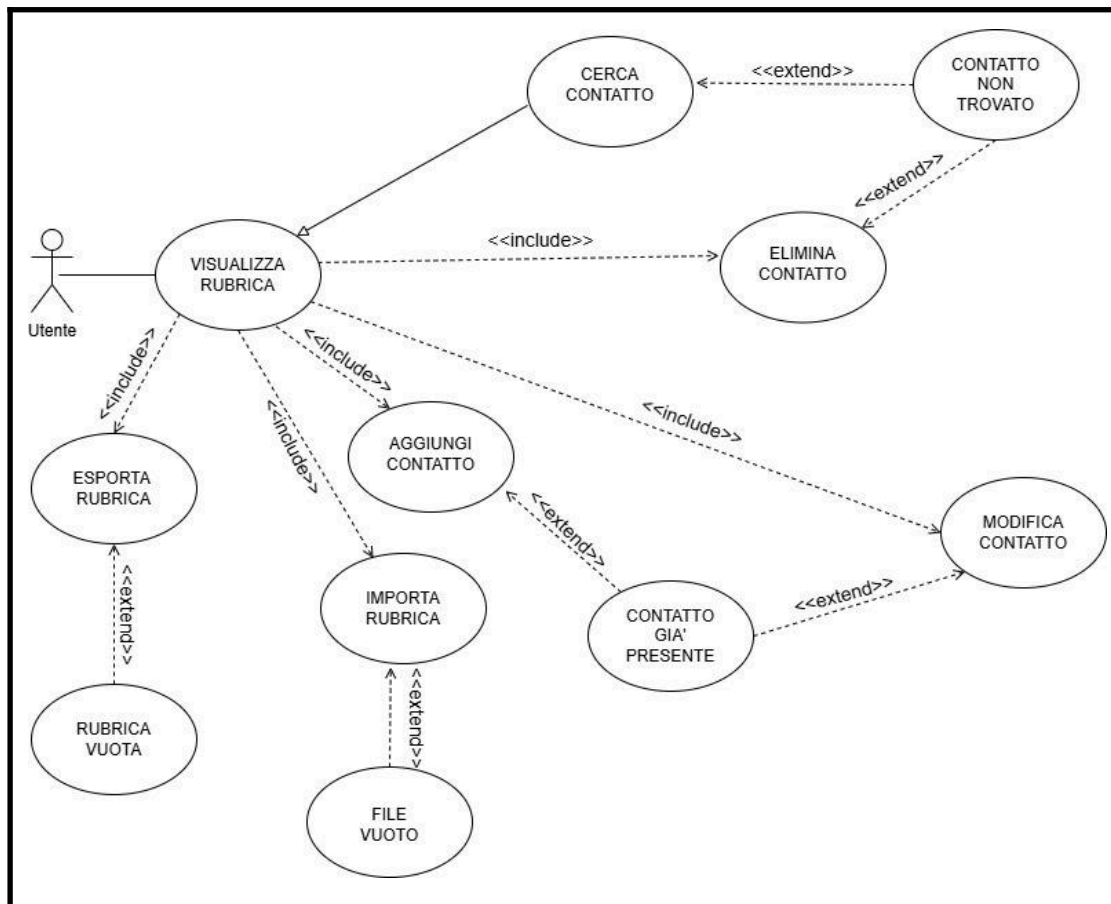 CERCA
CONTATTO
<<extend>>
CONTATTO
NON
TROVATO
<<extend>>
VISUALIZZA
RUBRICA
<<include>>
ELIMINA
CONTATTO
Utente
<<include>>
<<include>>
<<include>>
<<include>>
ESPORTA
RUBRICA
AGGIUNGI
CONTATTO
<<extend>>
MODIFICA
CONTATTO
<<extend>>
IMPORTA
RUBRICA
CONTATTO
GIA'
PRESENTE
<<extend>>
<<extend>>
RUBRICA
VUOTA
FILE
VUOTO